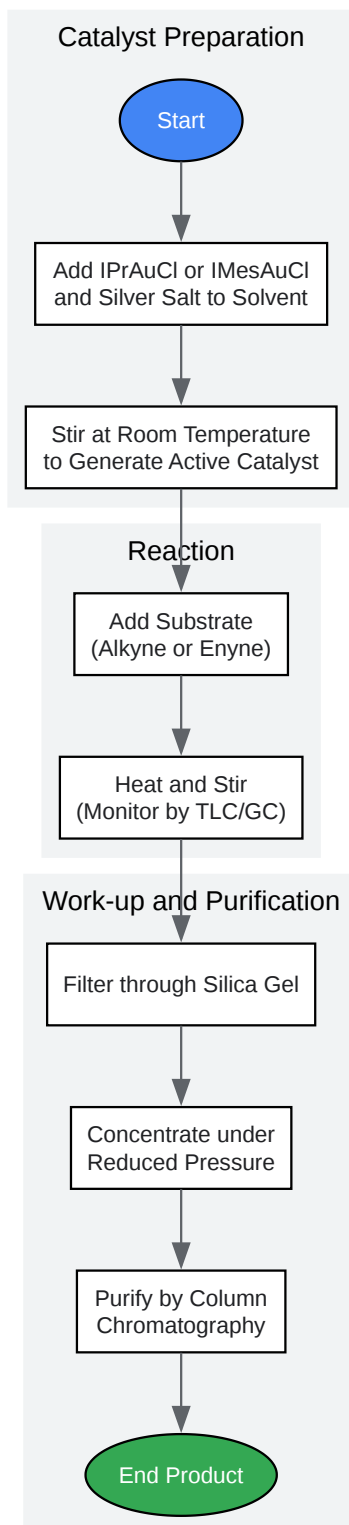 Catalyst Preparation
Start
Add IPrAuCl or IMesAuCl
and Silver Salt to Solvent
Stir at Room Temperature
to Generate Active Catalyst
Reaction
Add Substrate
(Alkyne or Enyne)
Heat and Stir
(Monitor by TLC/GC)
Work-up and Purification
Filter through Silica Gel
Concentrate under
Reduced Pressure
Purify by Column
Chromatography
End Product